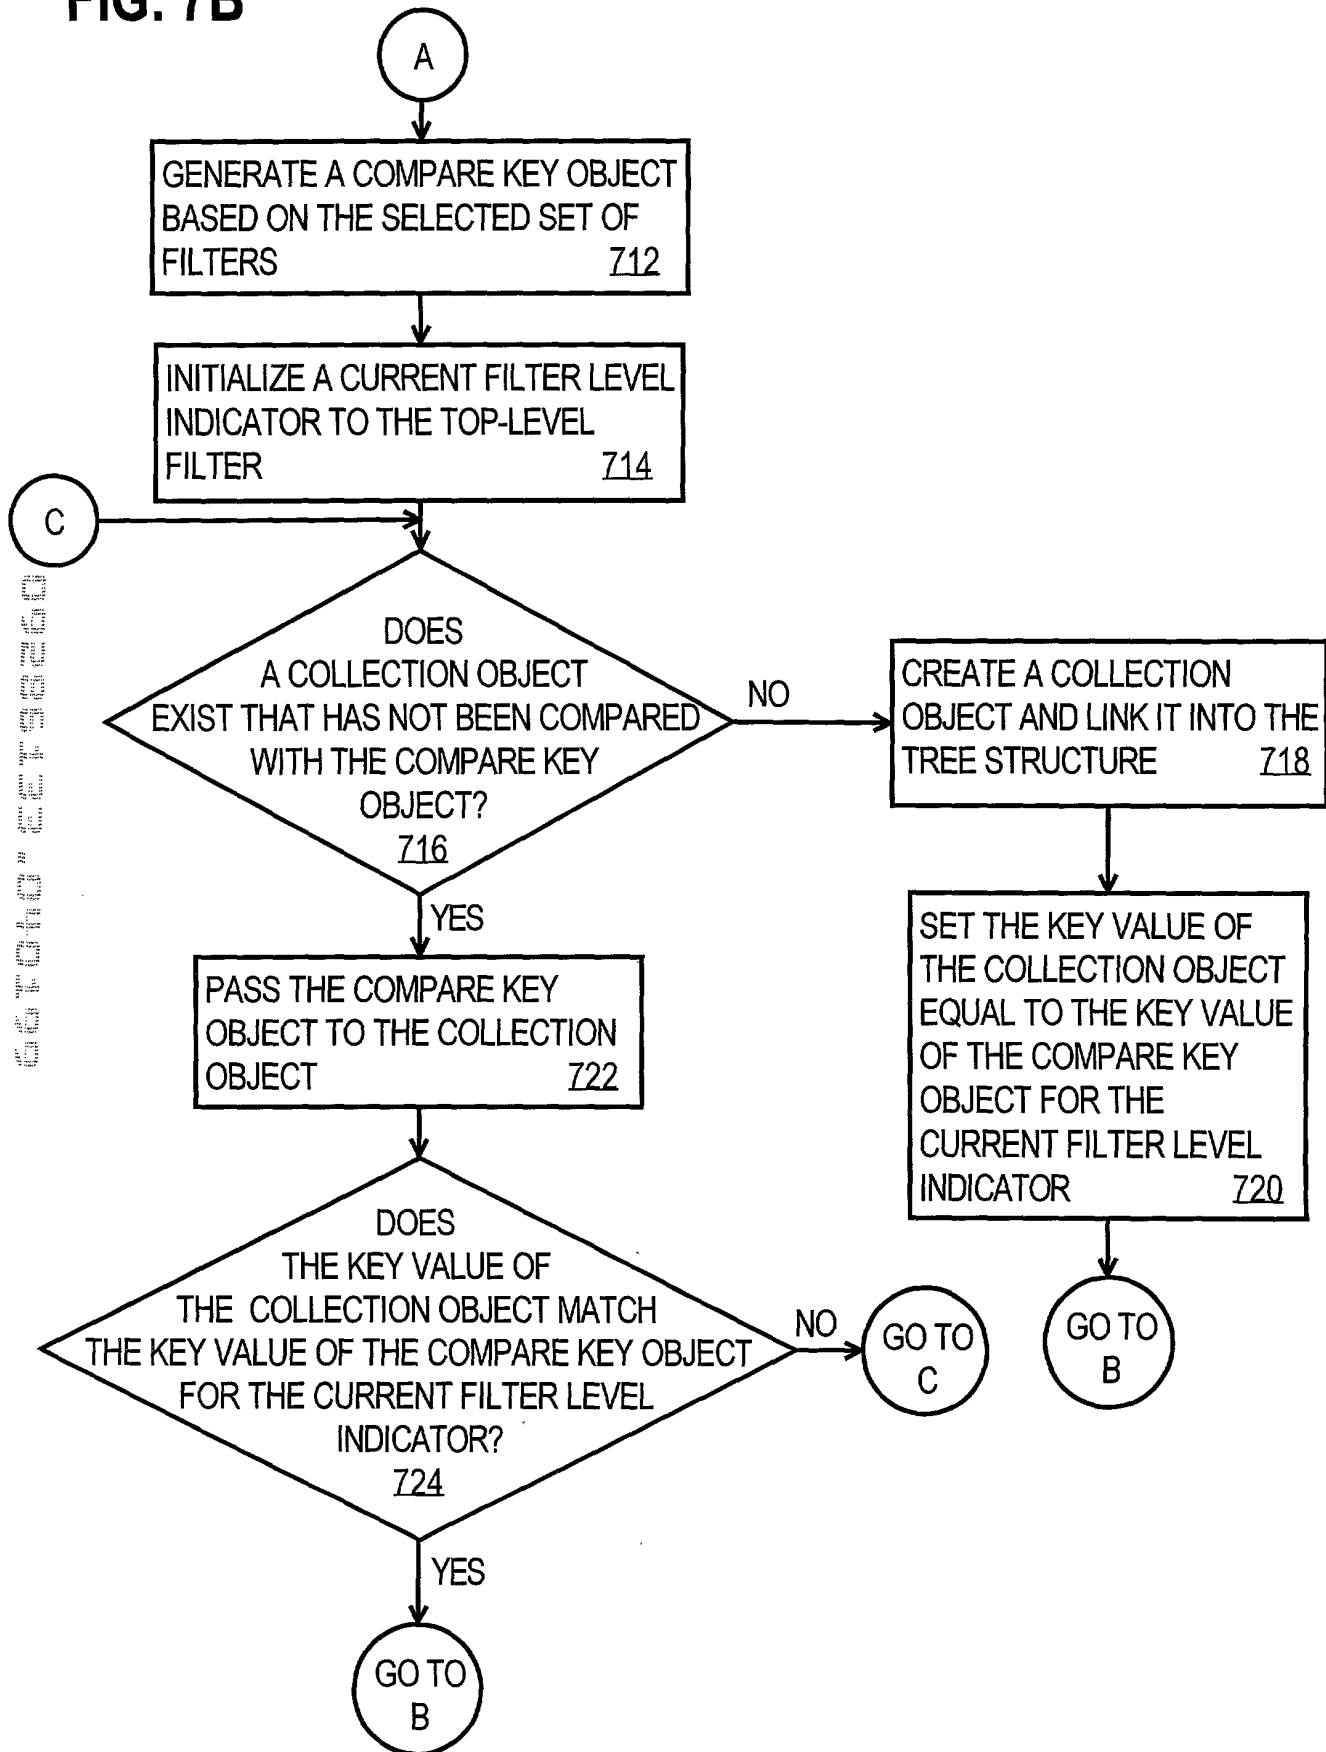 FIG. 7B
A
GENERATE A COMPARE KEY OBJECT
BASED ON THE SELECTED SET OF
FILTERS 712
INITIALIZE A CURRENT FILTER LEVEL
INDICATOR TO THE TOP-LEVEL
FILTER 714
C
DOES
A COLLECTION OBJECT
EXIST THAT HAS NOT BEEN COMPARED
WITH THE COMPARE KEY
OBJECT?
716
NO
CREATE A COLLECTION
OBJECT AND LINK IT INTO THE
TREE STRUCTURE 718
YES
SET THE KEY VALUE OF
THE COLLECTION OBJECT
EQUAL TO THE KEY VALUE
OF THE COMPARE KEY
OBJECT FOR THE
CURRENT FILTER LEVEL
INDICATOR 720
PASS THE COMPARE KEY
OBJECT TO THE COLLECTION
OBJECT 722
DOES
THE KEY VALUE OF
THE COLLECTION OBJECT MATCH
THE KEY VALUE OF THE COMPARE KEY OBJECT
FOR THE CURRENT FILTER LEVEL
INDICATOR?
724
NO
GO TO
C
GO TO
B
YES
GO TO
B